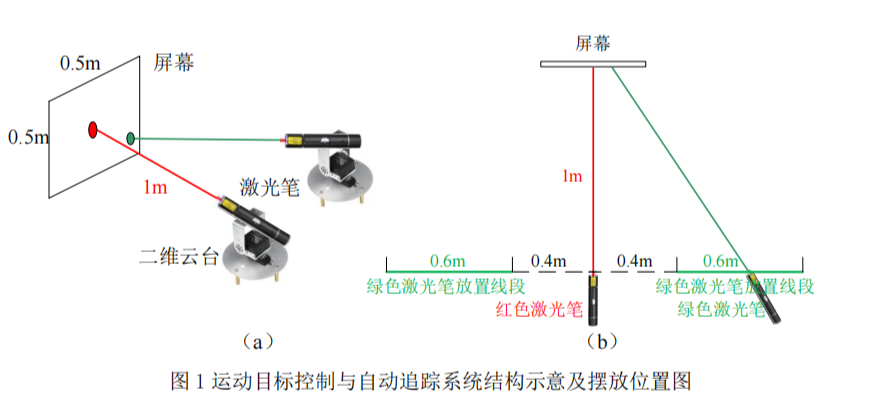 0.5m
屏幕
0.5m
1m
激光笔
二维云台
(a)
屏幕
1m
0.6m
0.4m
0.4m
0.6m
绿色激光笔放置线段
绿色激光笔放置线段
红色激光笔
绿色激光笔
(b)
图 1 运动目标控制与自动追踪系统结构示意及摆放位置图